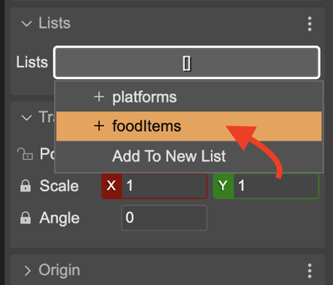 Lists
Lists []
+ platforms
+ foodItems
Add To New List
Tra
Po
Scale X 1 Y 1
Angle 0
Origin